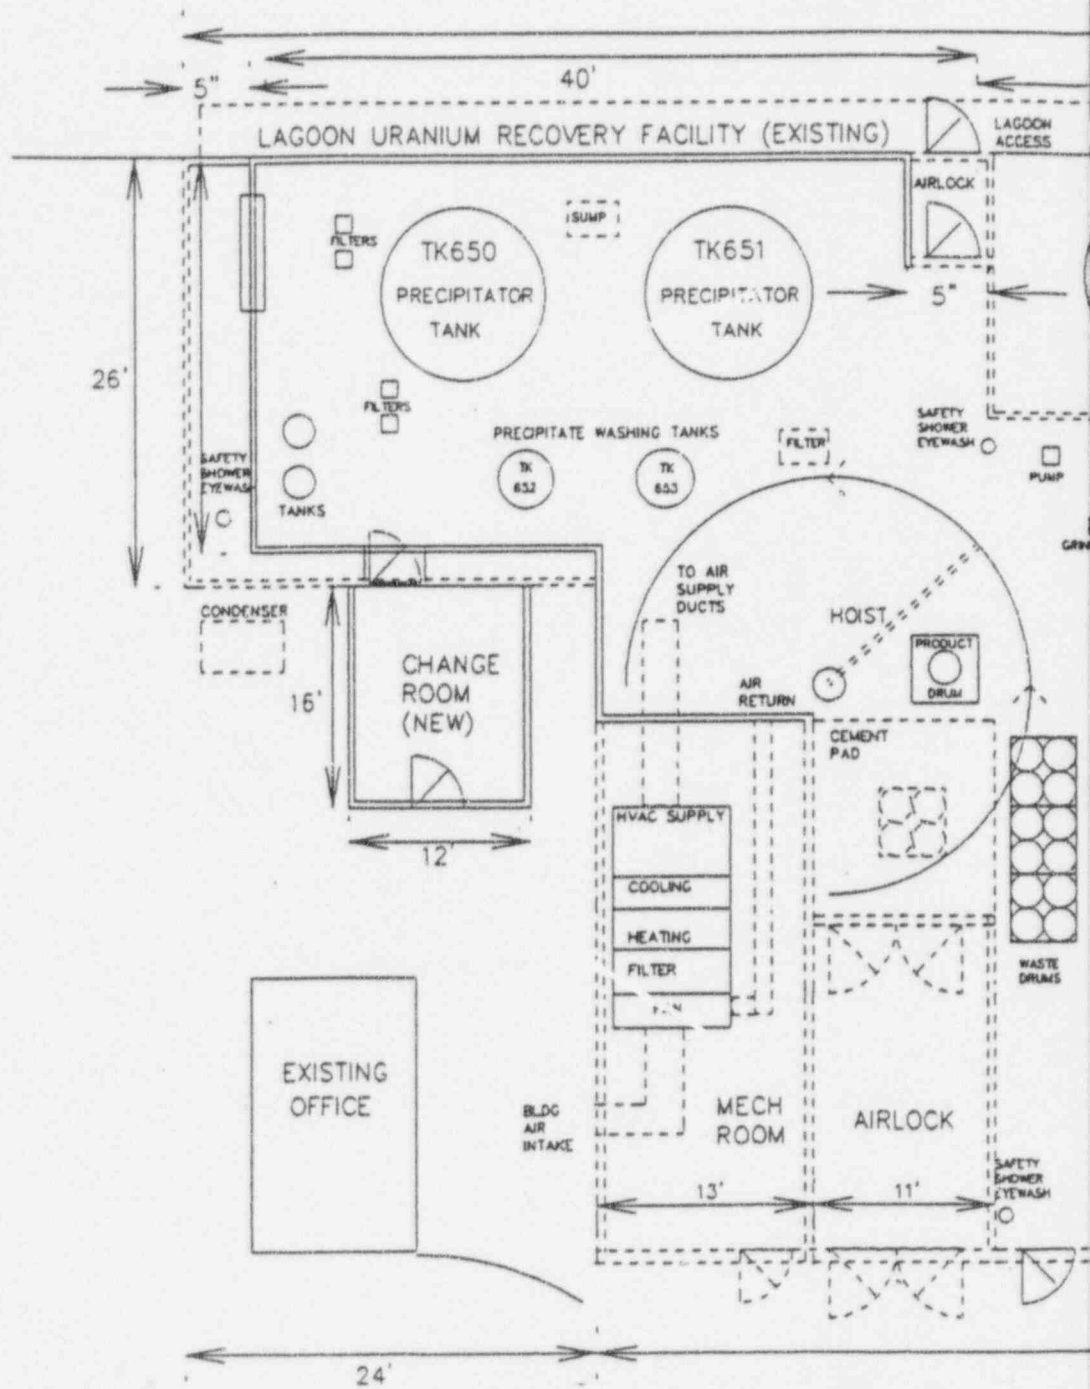 5"
40'
LAGOON URANIUM RECOVERY FACILITY (EXISTING)
LAGOON
ACCESS
AIRLOCK
SUMP
FILTERS
TK650
PRECIPITATOR
TANK
TK651
PRECIPITATOR
TANK
5"
26'
FILTERS
PRECIPITATE WASHING TANKS
FILTER
SAFETY
SHOWER
EYEWASH
PUMP
SAFETY
SHOWER
EYEWASH
TK
652
TK
653
TANKS
TO AIR
SUPPLY
DUCTS
HOIST
CONDENSER
CHANGE
ROOM
(NEW)
16'
PRODUCT
DRUM
AIR
RETURN
CEMENT
PAD
HVAC SUPPLY
12'
COOLING
HEATING
FILTER
FAN
WASTE
DRUMS
EXISTING
OFFICE
BLDG
AIR
INTAKE
MECH
ROOM
AIRLOCK
SAFETY
SHOWER
EYEWASH
13'
11'
24'